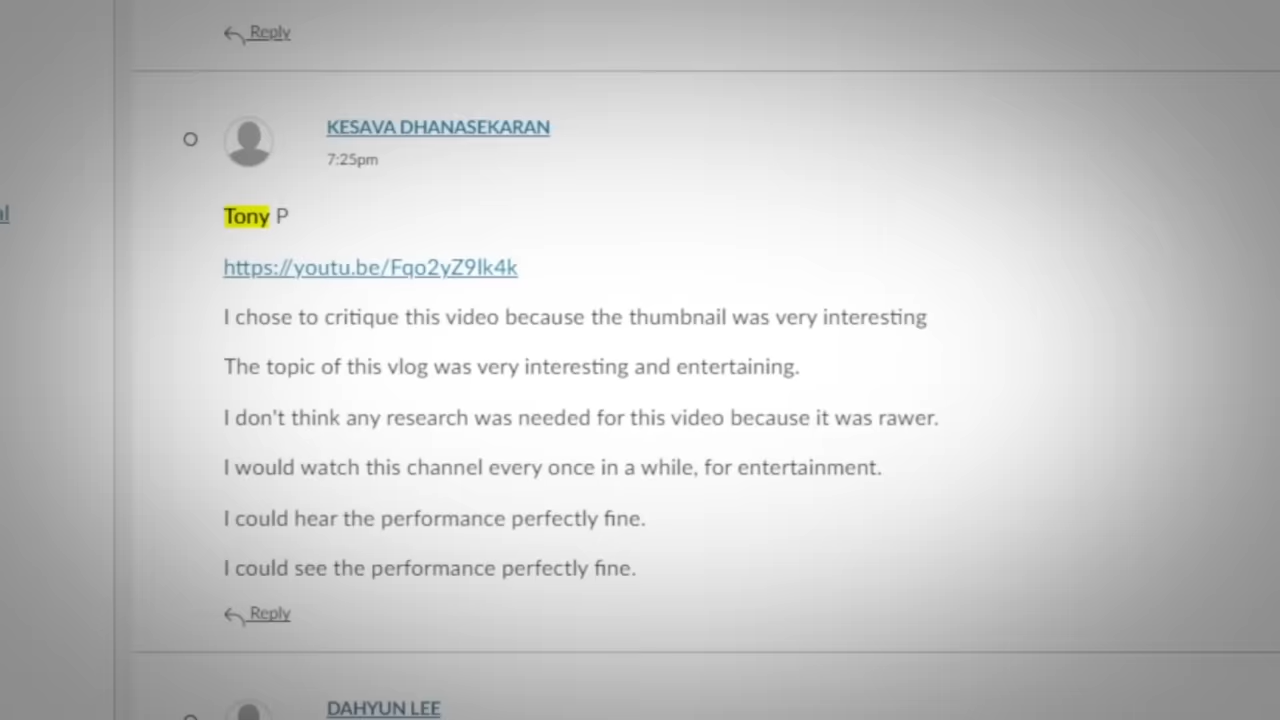 Reply
KESAVA DHANASEKARAN
7:25pm
Tony P
https://youtu.be/Fqo2yZ9lk4k
I chose to critique this video because the thumbnail was very interesting
The topic of this vlog was very interesting and entertaining.
I don't think any research was needed for this video because it was rawer.
I would watch this channel every once in a while, for entertainment.
I could hear the performance perfectly fine.
I could see the performance perfectly fine.
Reply
DAHYUN LEE